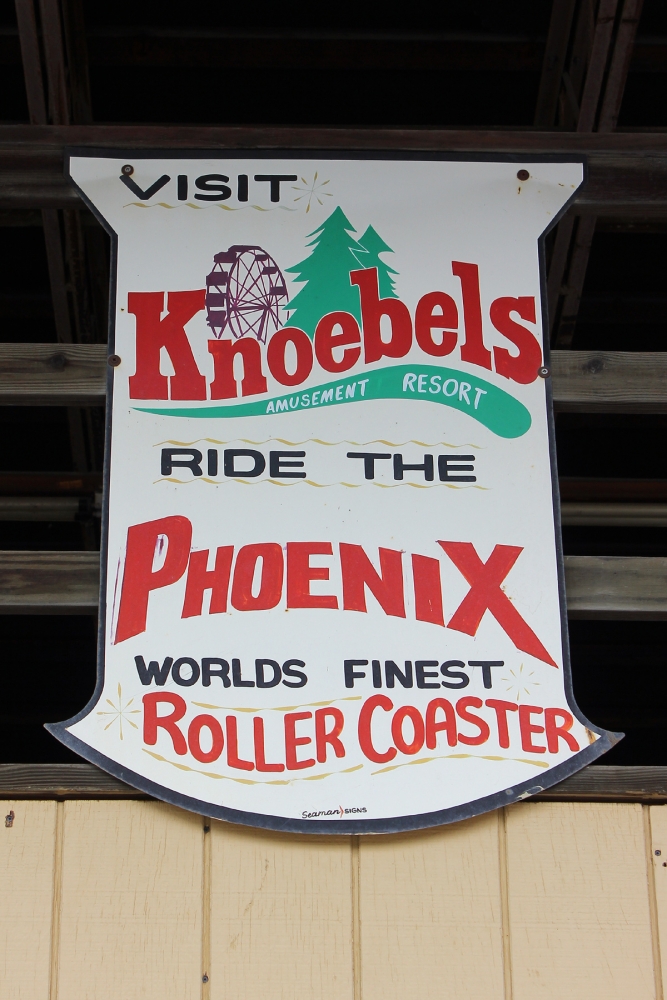 VISIT
Knoebels
AMUSEMENT RESORT
RIDE THE
PHOENIX
WORLDS FINEST
ROLLER COASTER
Seaman SIGNS